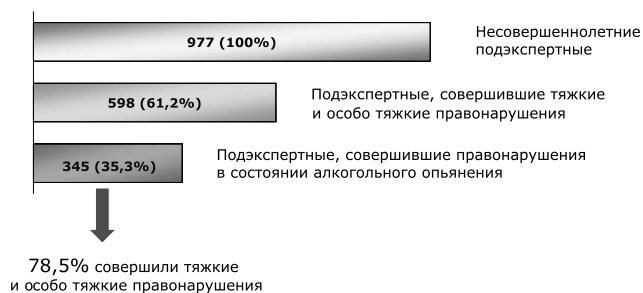 977 (100%)
Несовершеннолетние
подэкспертные
598 (61,2%)
Подэкспертные, совершившие тяжкие
и особо тяжкие правонарушения
345 (35,3%)
Подэкспертные, совершившие правонарушения
в состоянии алкогольного опьянения
78,5% совершили тяжкие
и особо тяжкие правонарушения